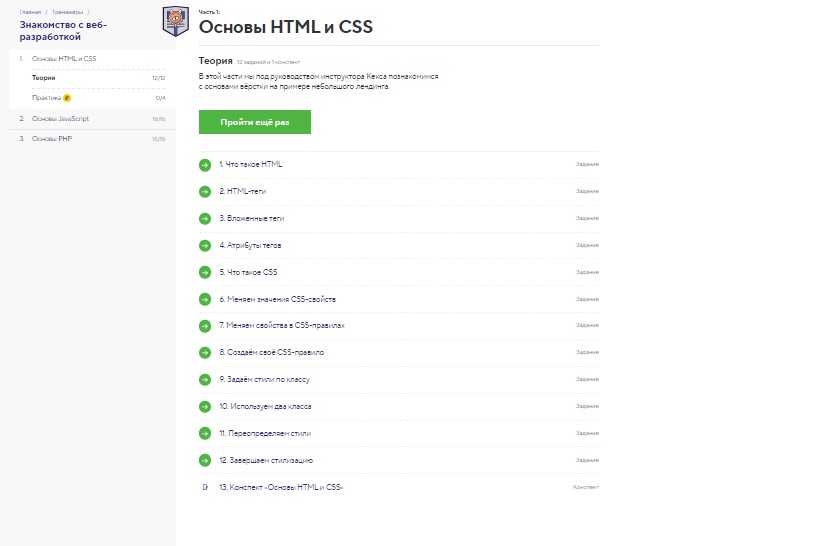 Главная / Тренажёры /
Знакомство с веб-
разработкой
1. Основы HTML и CSS
Теория 12/12
Практика ₽ 0/4
2. Основы JavaScript 16/16
3. Основы PHP 15/15
Часть 1:
Основы HTML и CSS
Теория 12 заданий и 1 конспект
В этой части мы под руководством инструктора Кекса познакомимся
с основами вёрстки на примере небольшого лендинга.
Пройти ещё раз
1. Что такое HTML Задание
2. HTML-теги Задание
3. Вложенные теги Задание
4. Атрибуты тегов Задание
5. Что такое CSS Задание
6. Меняем значения CSS-свойств Задание
7. Меняем свойства в CSS-правилах Задание
8. Создаём своё CSS-правило Задание
9. Задаём стили по классу Задание
10. Используем два класса Задание
11. Переопределяем стили Задание
12. Завершаем стилизацию Задание
13. Конспект «Основы HTML и CSS» Конспект